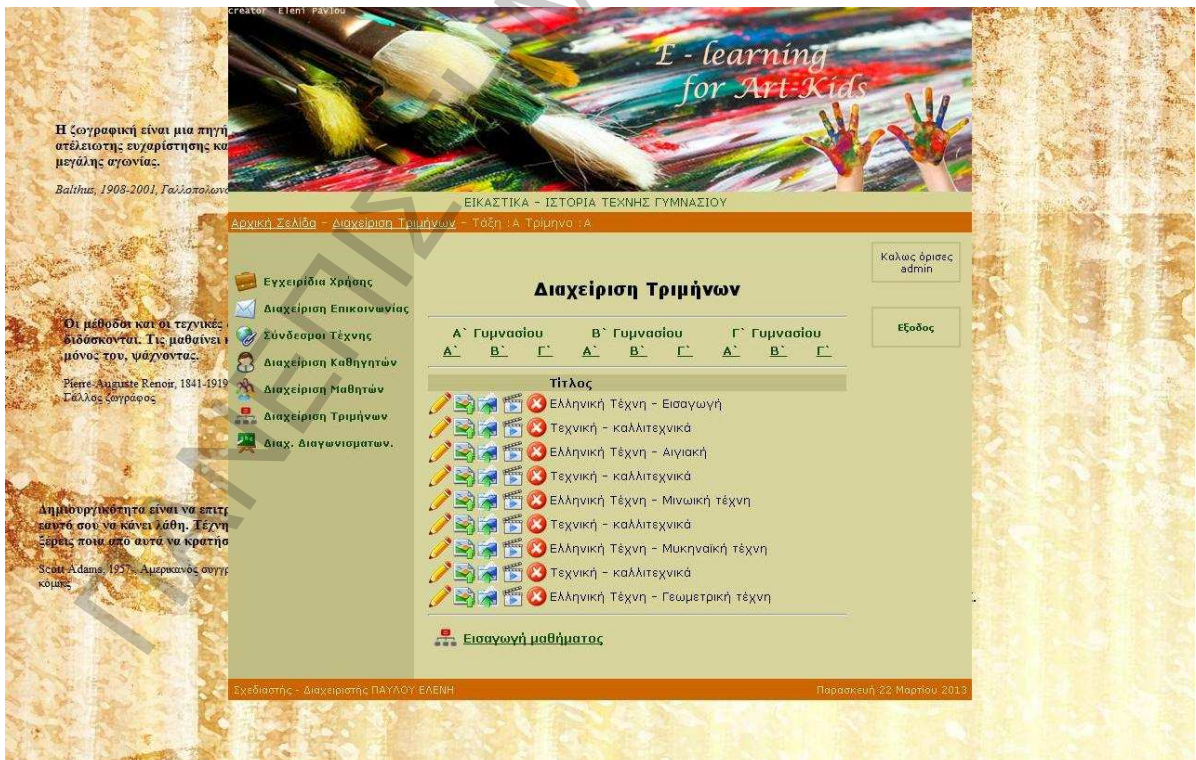 creator Eleni Pavlou
E - learning
for Art-Kids
Η ζωγραφική είναι μια πηγή
ατέλειωτης ευχαρίστησης κα
μεγάλης αγωνίας.
Balthus, 1908-2001, Γαλλοπολωνό
ΕΙΚΑΣΤΙΚΑ - ΙΣΤΟΡΙΑ ΤΕΧΝΗΣ ΓΥΜΝΑΣΙΟΥ
Αρχική Σελίδα - Διαχείριση Τριμήνων - Τάξη :Α Τρίμηνο :Α
Καλως όρισες
admin
Εξοδος
Εγχειρίδια Χρήσης
Διαχείριση Επικοινωνίας
Σύνδεσμοι Τέχνης
Διαχείριση Καθηγητών
Διαχείριση Μαθητών
Διαχείριση Τριμήνων
Διαχ. Διαγωνισματων.
Οι μέθοδοι και οι τεχνικές
διδάσκονται. Τις μαθαίνει
μόνος του, ψάχνοντας.
Pierre-Auguste Renoir, 1841-1919
Γάλλος ζωγράφος
Δημιουργικότητα είναι να επιτρ
εαυτό σου να κάνει λάθη. Τέχνη
ξέρεις ποια από αυτά να κρατήσ
Scott Adams, 1957-, Αμερικανός συγγρ
κόμικς
Διαχείριση Τριμήνων
Α` Γυμνασίου Β` Γυμνασίου Γ` Γυμνασίου
Α` Β` Γ` Α` Β` Γ` Α` Β` Γ`
Τίτλος
Ελληνική Τέχνη - Εισαγωγή
Τεχνική - καλλιτεχνικά
Ελληνική Τέχνη - Αιγιακή
Τεχνική - καλλιτεχνικά
Ελληνική Τέχνη - Μινωική τέχνη
Τεχνική - καλλιτεχνικά
Ελληνική Τέχνη - Μυκηναϊκή τέχνη
Τεχνική - καλλιτεχνικά
Ελληνική Τέχνη - Γεωμετρική τέχνη
Εισαγωγή μαθήματος
Σχεδιαστής - Διαχειριστής ΠΑΥΛΟΥ ΕΛΕΝΗ
Παρασκευή 22 Μαρτίου 2013